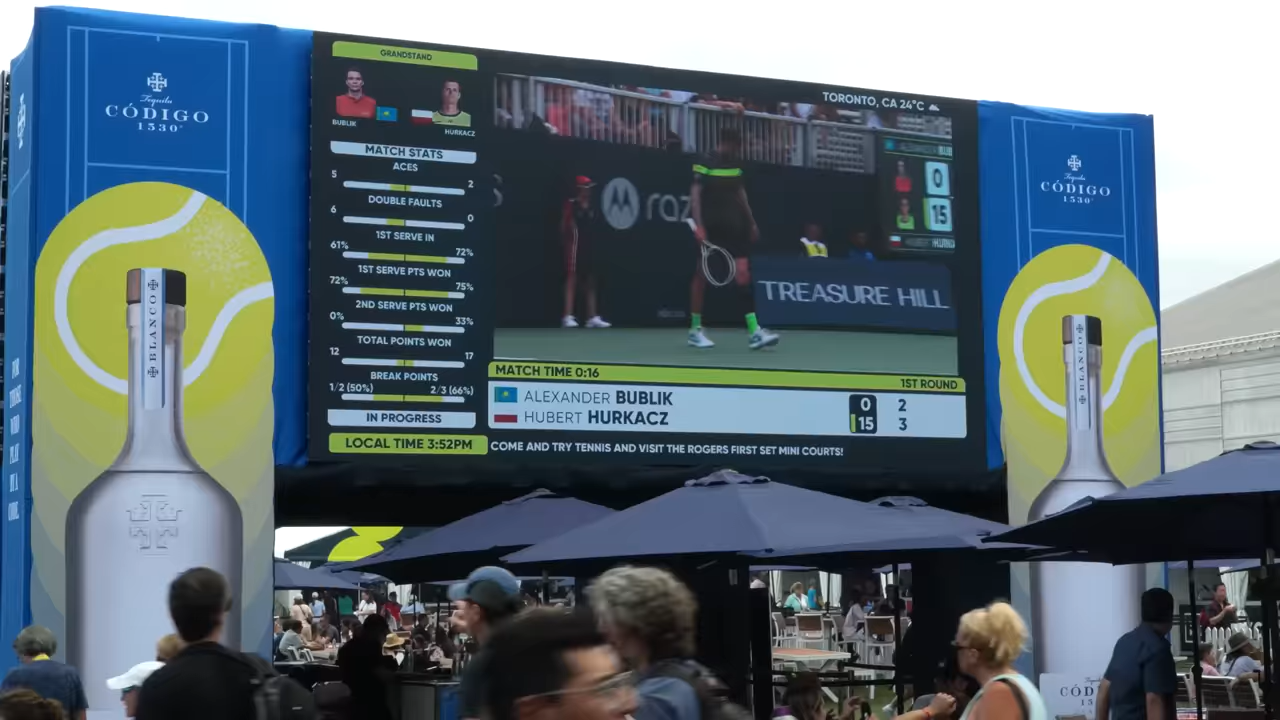 Tequila
CÓDIGO
1530
BLANCO
GRANDSTAND
BUBLIK
HURKACZ
MATCH STATS
ACES
5 2
DOUBLE FAULTS
6 0
1ST SERVE IN
61% 72%
1ST SERVE PTS WON
72% 75%
2ND SERVE PTS WON
0% 33%
TOTAL POINTS WON
12 17
BREAK POINTS
1/2 (50%) 2/3 (66%)
IN PROGRESS
LOCAL TIME 3:52PM
TORONTO, CA 24°C
raz
0
15
TREASURE HILL
MATCH TIME 0:16 1ST ROUND
ALEXANDER BUBLIK 0 2
HUBERT HURKACZ 15 3
COME AND TRY TENNIS AND VISIT THE ROGERS FIRST SET MINI COURTS!
Tequila
CÓDIGO
1530
BLANCO
CÓD